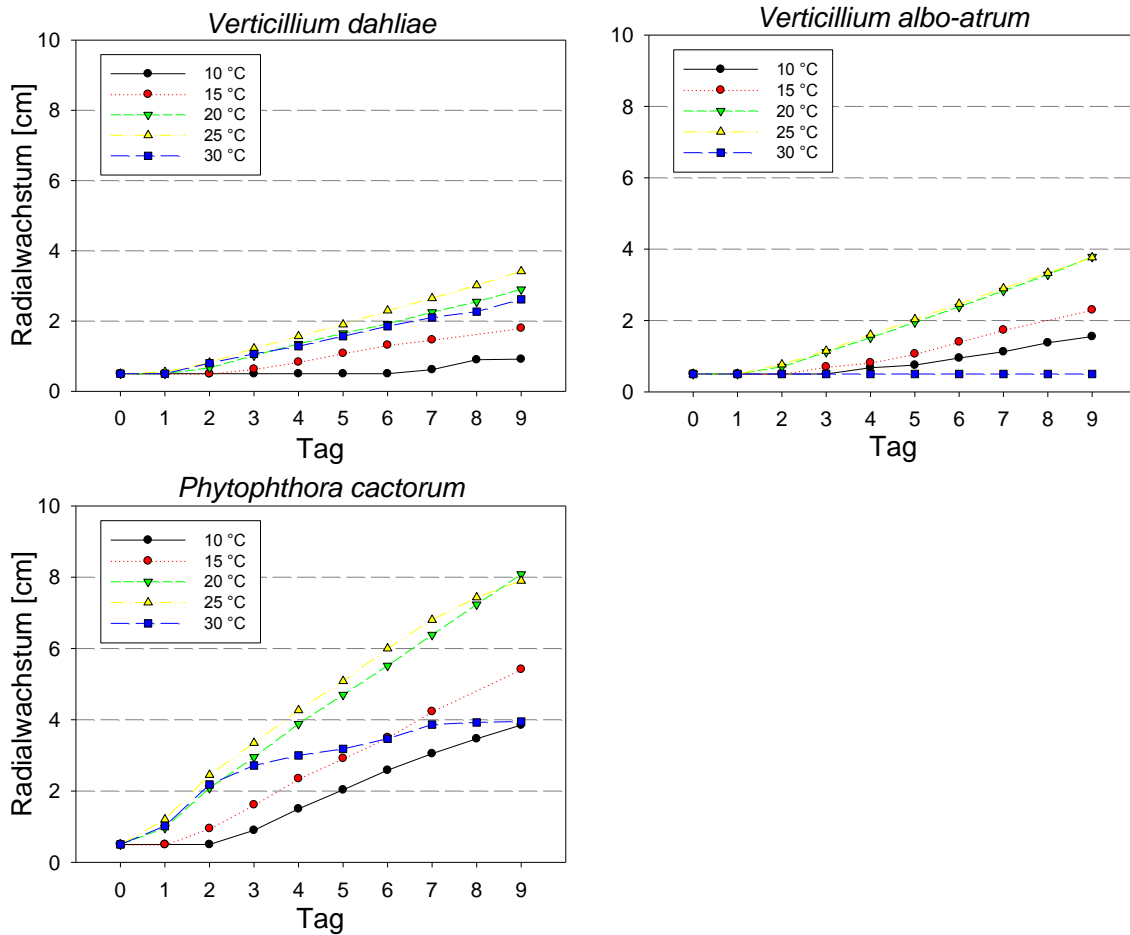 Verticillium dahliae
10
8
6
4
2
0
Radialwachstum [cm]
10 °C
15 °C
20 °C
25 °C
30 °C
0 1 2 3 4 5 6 7 8 9
Tag
Verticillium albo-atrum
10
8
6
4
2
0
10 °C
15 °C
20 °C
25 °C
30 °C
0 1 2 3 4 5 6 7 8 9
Tag
Phytophthora cactorum
10
8
6
4
2
0
Radialwachstum [cm]
10 °C
15 °C
20 °C
25 °C
30 °C
0 1 2 3 4 5 6 7 8 9
Tag